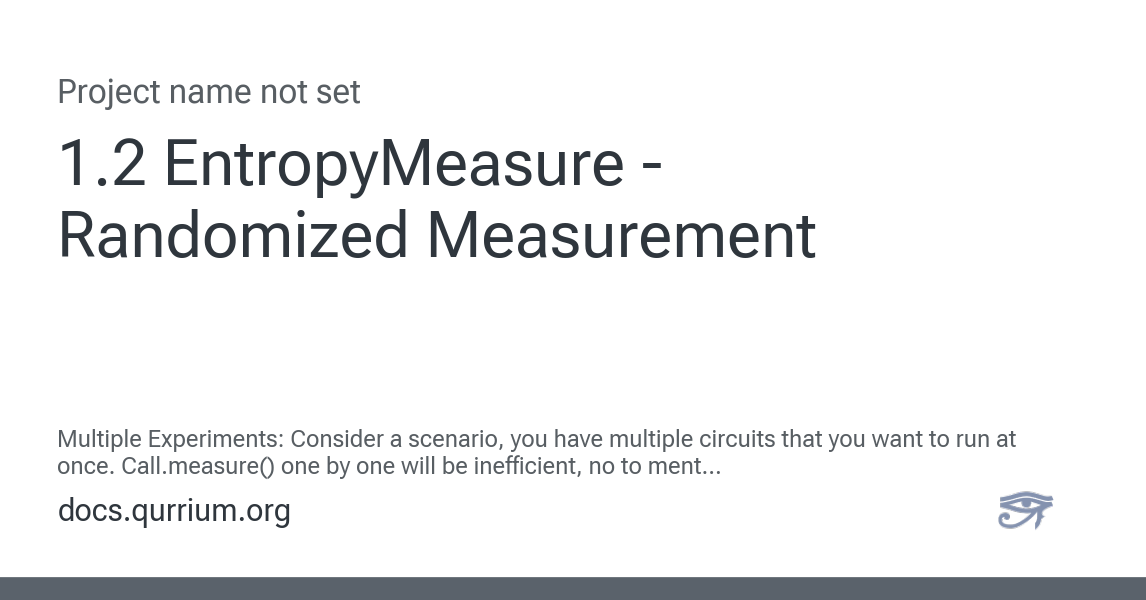 Project name not set
1.2 EntropyMeasure -
Randomized Measurement
Multiple Experiments: Consider a scenario, you have multiple circuits that you want to run at
once. Call.measure() one by one will be inefficient, no to ment...
docs.qurrium.org